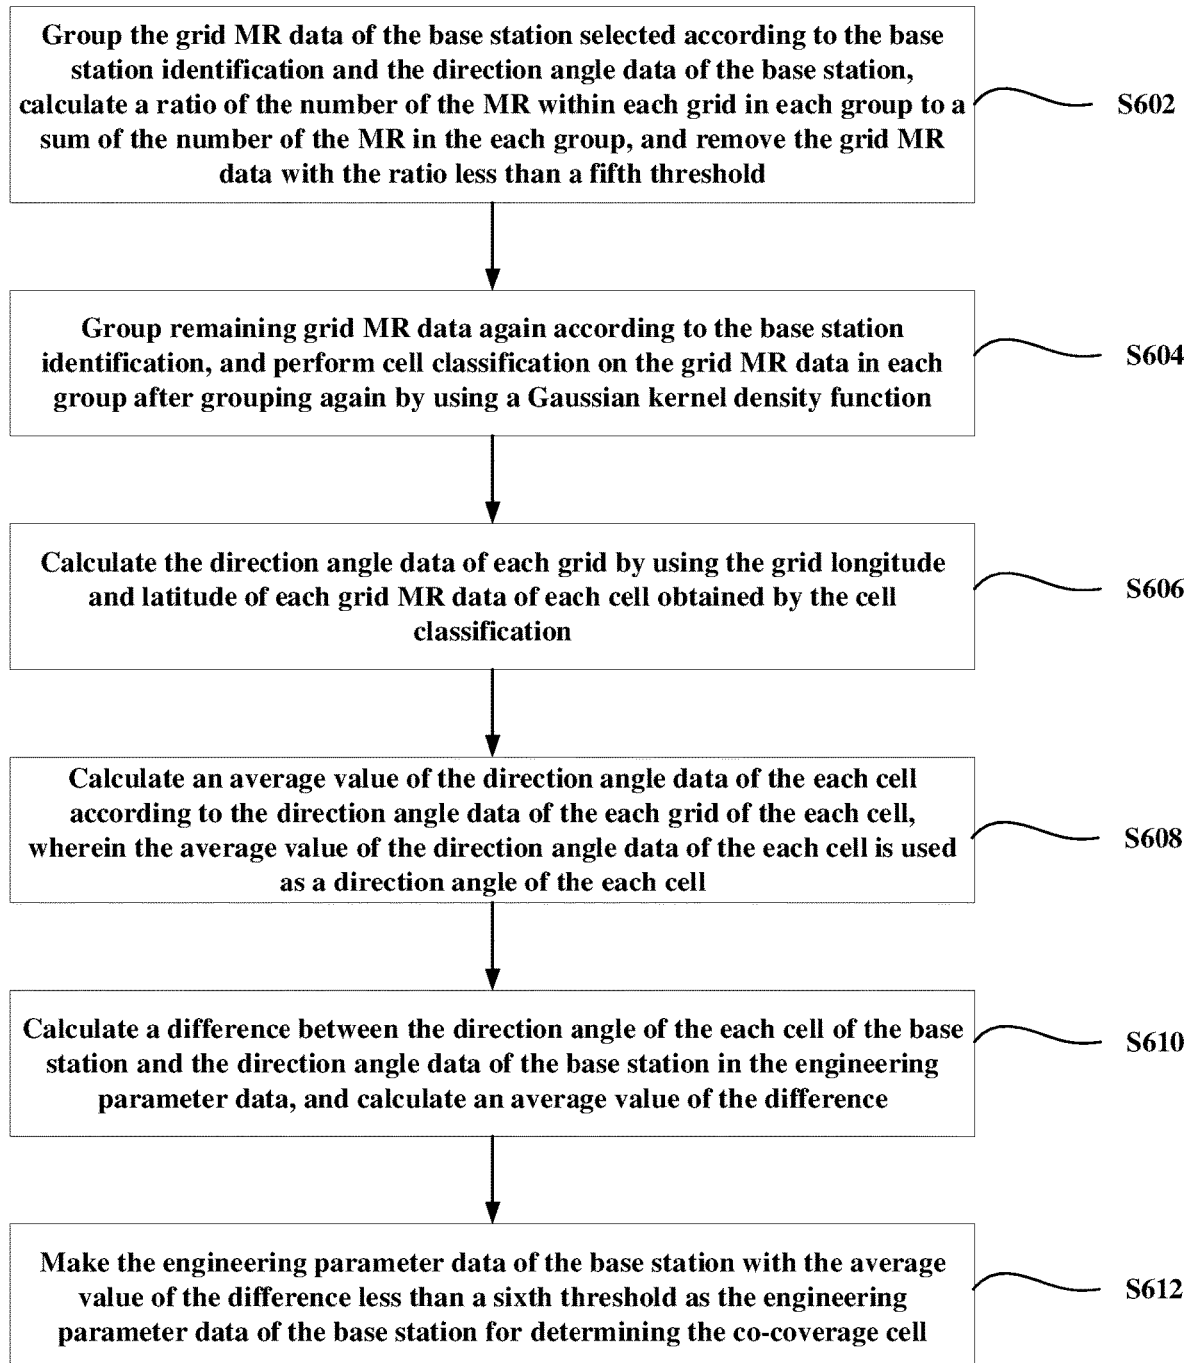 Group the grid MR data of the base station selected according to the base
station identification and the direction angle data of the base station,
calculate a ratio of the number of the MR within each grid in each group to a
sum of the number of the MR in the each group, and remove the grid MR
data with the ratio less than a fifth threshold
S602
Group remaining grid MR data again according to the base station
identification, and perform cell classification on the grid MR data in each
group after grouping again by using a Gaussian kernel density function
S604
Calculate the direction angle data of each grid by using the grid longitude
and latitude of each grid MR data of each cell obtained by the cell
classification
S606
Calculate an average value of the direction angle data of the each cell
according to the direction angle data of the each grid of the each cell,
wherein the average value of the direction angle data of the each cell is used
as a direction angle of the each cell
S608
Calculate a difference between the direction angle of the each cell of the base
station and the direction angle data of the base station in the engineering
parameter data, and calculate an average value of the difference
S610
Make the engineering parameter data of the base station with the average
value of the difference less than a sixth threshold as the engineering
parameter data of the base station for determining the co-coverage cell
S612